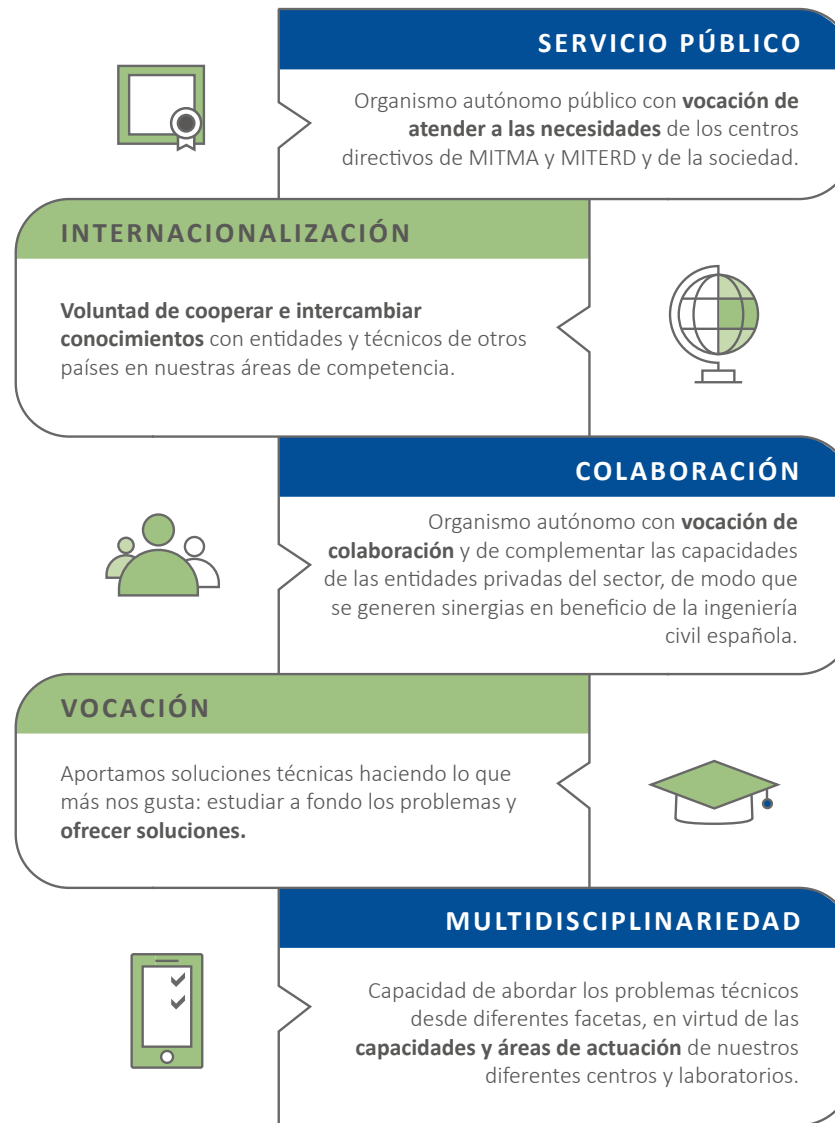 SERVICIO PÚBLICO
Organismo autónomo público con vocación de
atender a las necesidades de los centros
directivos de MITMA y MITERD y de la sociedad.
INTERNACIONALIZACIÓN
Voluntad de cooperar e intercambiar
conocimientos con entidades y técnicos de otros
países en nuestras áreas de competencia.
COLABORACIÓN
Organismo autónomo con vocación de
colaboración y de complementar las capacidades
de las entidades privadas del sector, de modo que
se generen sinergias en beneficio de la ingeniería
civil española.
VOCACIÓN
Aportamos soluciones técnicas haciendo lo que
más nos gusta: estudiar a fondo los problemas y
ofrecer soluciones.
MULTIDISCIPLINARIEDAD
Capacidad de abordar los problemas técnicos
desde diferentes facetas, en virtud de las
capacidades y áreas de actuación de nuestros
diferentes centros y laboratorios.